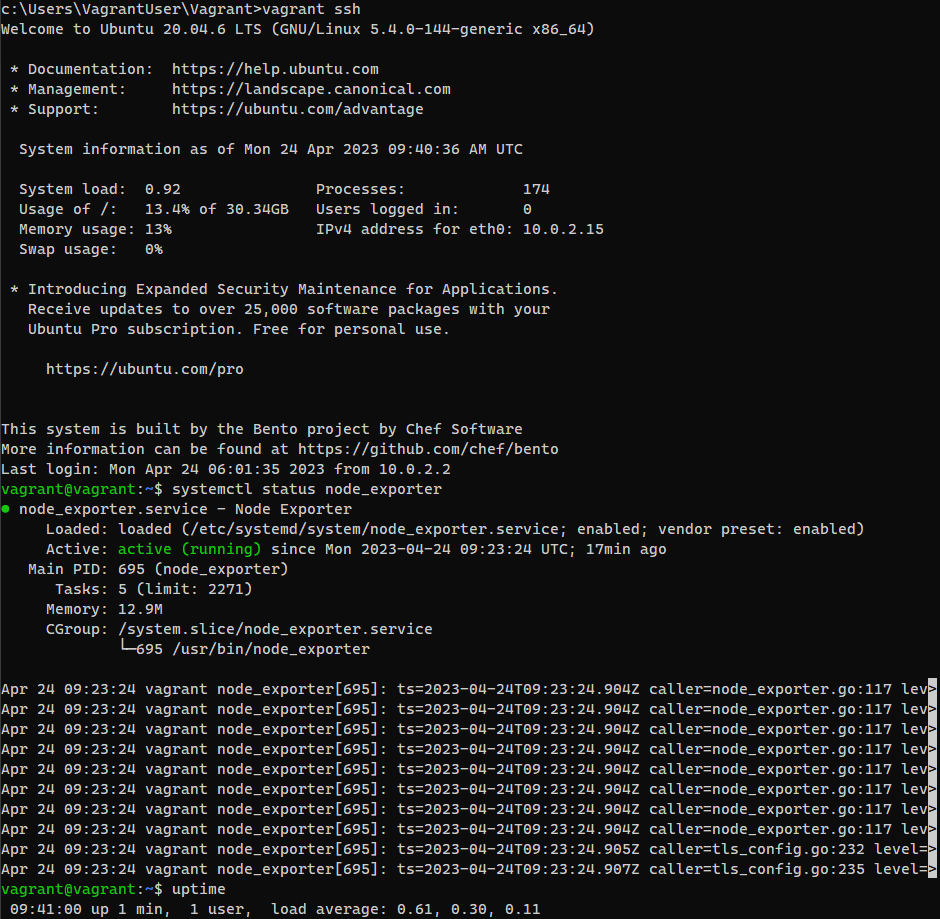 c:\Users\VagrantUser\Vagrant>vagrant ssh
Welcome to Ubuntu 20.04.6 LTS (GNU/Linux 5.4.0-144-generic x86_64)

 * Documentation:  https://help.ubuntu.com
 * Management:     https://landscape.canonical.com
 * Support:        https://ubuntu.com/advantage

  System information as of Mon 24 Apr 2023 09:40:36 AM UTC

  System load:  0.92               Processes:             174
  Usage of /:   13.4% of 30.34GB   Users logged in:       0
  Memory usage: 13%                IPv4 address for eth0: 10.0.2.15
  Swap usage:   0%

 * Introducing Expanded Security Maintenance for Applications.
   Receive updates to over 25,000 software packages with your
   Ubuntu Pro subscription. Free for personal use.

     https://ubuntu.com/pro


This system is built by the Bento project by Chef Software
More information can be found at https://github.com/chef/bento
Last login: Mon Apr 24 06:01:35 2023 from 10.0.2.2
vagrant@vagrant:~$ systemctl status node_exporter
● node_exporter.service - Node Exporter
     Loaded: loaded (/etc/systemd/system/node_exporter.service; enabled; vendor preset: enabled)
     Active: active (running) since Mon 2023-04-24 09:23:24 UTC; 17min ago
   Main PID: 695 (node_exporter)
      Tasks: 5 (limit: 2271)
     Memory: 12.9M
     CGroup: /system.slice/node_exporter.service
             └─695 /usr/bin/node_exporter

Apr 24 09:23:24 vagrant node_exporter[695]: ts=2023-04-24T09:23:24.904Z caller=node_exporter.go:117 lev>
Apr 24 09:23:24 vagrant node_exporter[695]: ts=2023-04-24T09:23:24.904Z caller=node_exporter.go:117 lev>
Apr 24 09:23:24 vagrant node_exporter[695]: ts=2023-04-24T09:23:24.904Z caller=node_exporter.go:117 lev>
Apr 24 09:23:24 vagrant node_exporter[695]: ts=2023-04-24T09:23:24.904Z caller=node_exporter.go:117 lev>
Apr 24 09:23:24 vagrant node_exporter[695]: ts=2023-04-24T09:23:24.904Z caller=node_exporter.go:117 lev>
Apr 24 09:23:24 vagrant node_exporter[695]: ts=2023-04-24T09:23:24.904Z caller=node_exporter.go:117 lev>
Apr 24 09:23:24 vagrant node_exporter[695]: ts=2023-04-24T09:23:24.904Z caller=node_exporter.go:117 lev>
Apr 24 09:23:24 vagrant node_exporter[695]: ts=2023-04-24T09:23:24.904Z caller=node_exporter.go:117 lev>
Apr 24 09:23:24 vagrant node_exporter[695]: ts=2023-04-24T09:23:24.905Z caller=tls_config.go:232 level=>
Apr 24 09:23:24 vagrant node_exporter[695]: ts=2023-04-24T09:23:24.907Z caller=tls_config.go:235 level=>
vagrant@vagrant:~$ uptime
 09:41:00 up 1 min,  1 user,  load average: 0.61, 0.30, 0.11